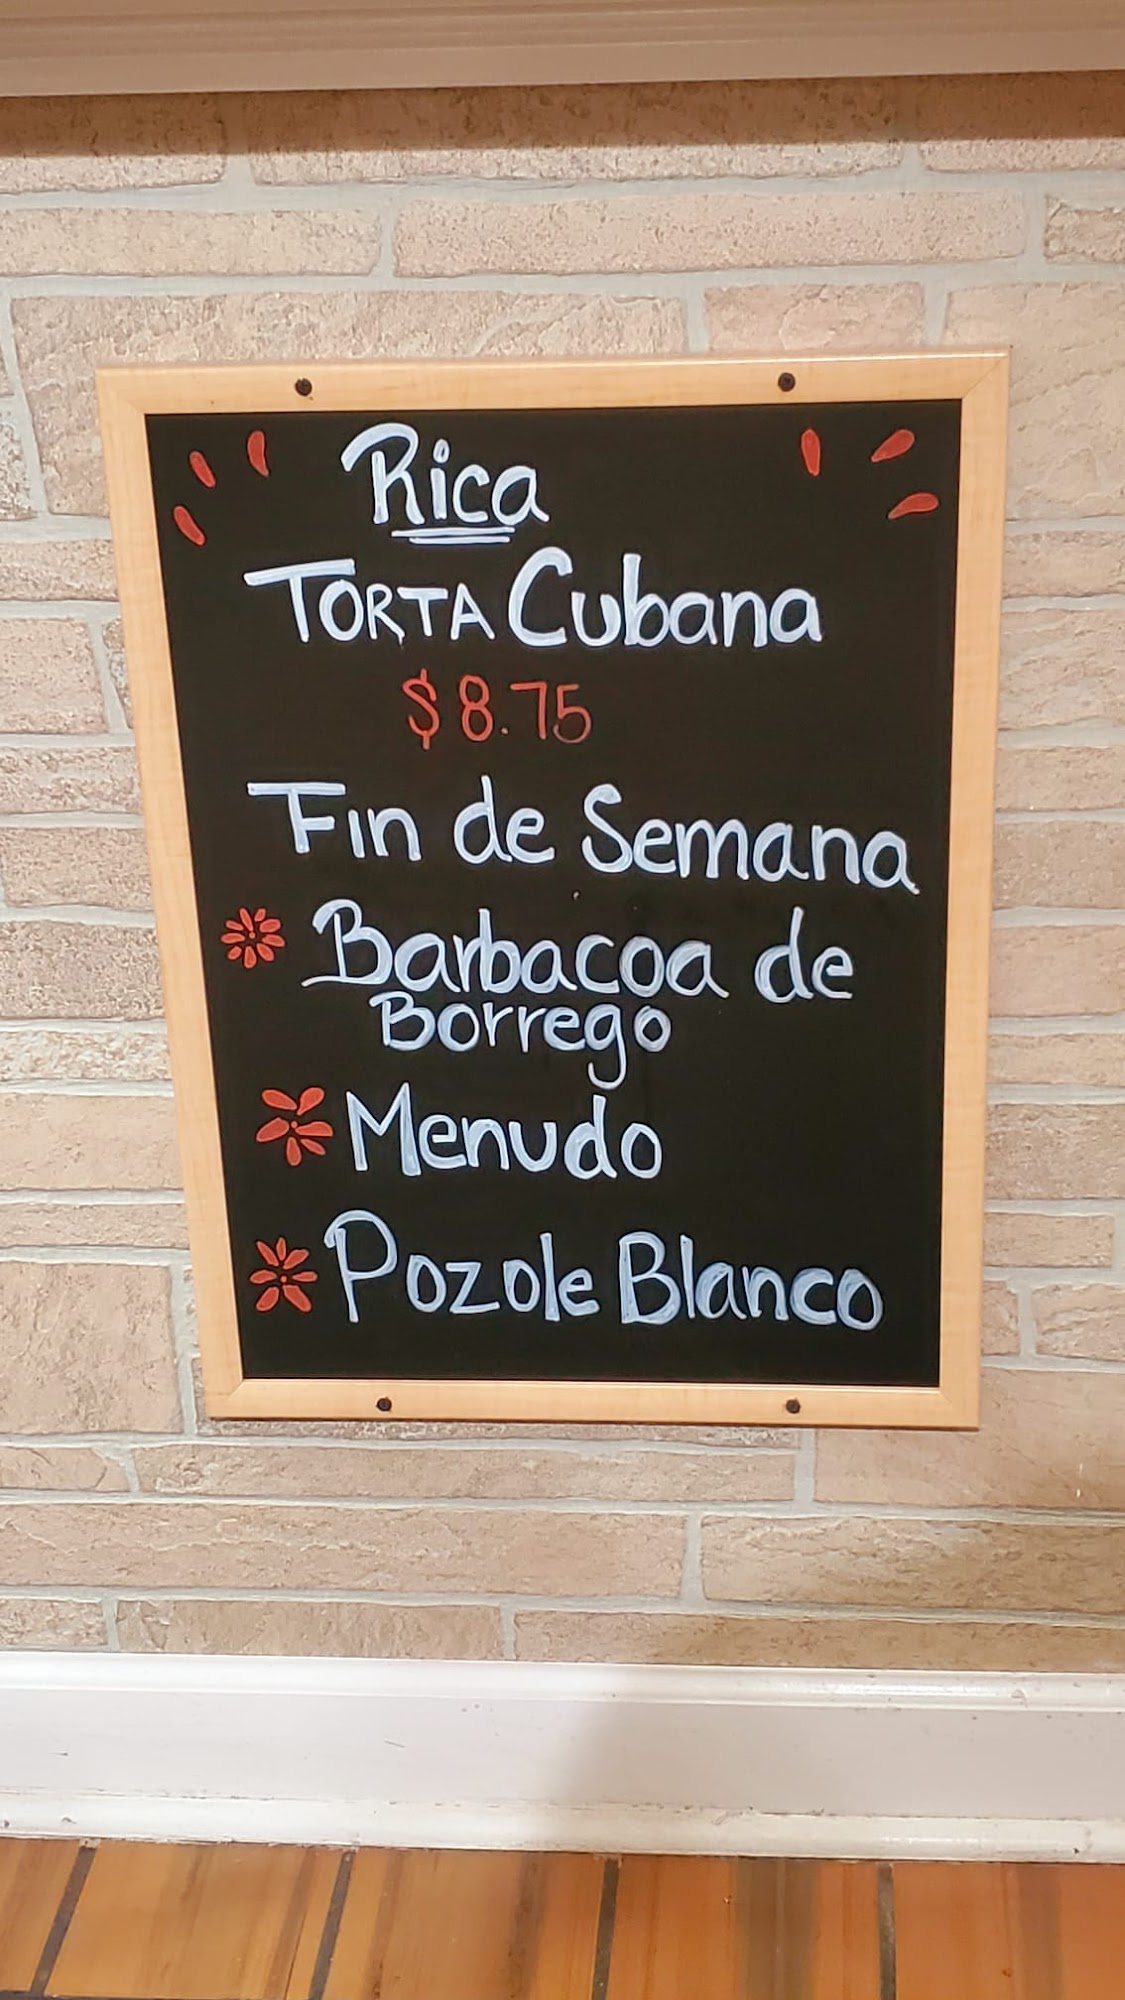 Rica
TORTA Cubana
$8.75
Fin de Semana
Barbacoa de
Borrego
Menudo
Pozole Blanco